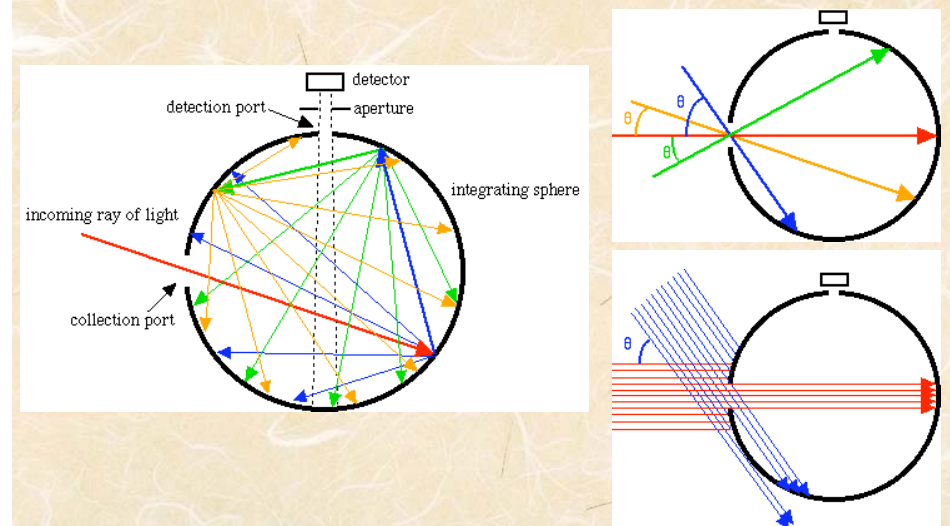 detector
detection port
aperture
integrating sphere
incoming ray of light
collection port
θ
θ
θ
θ